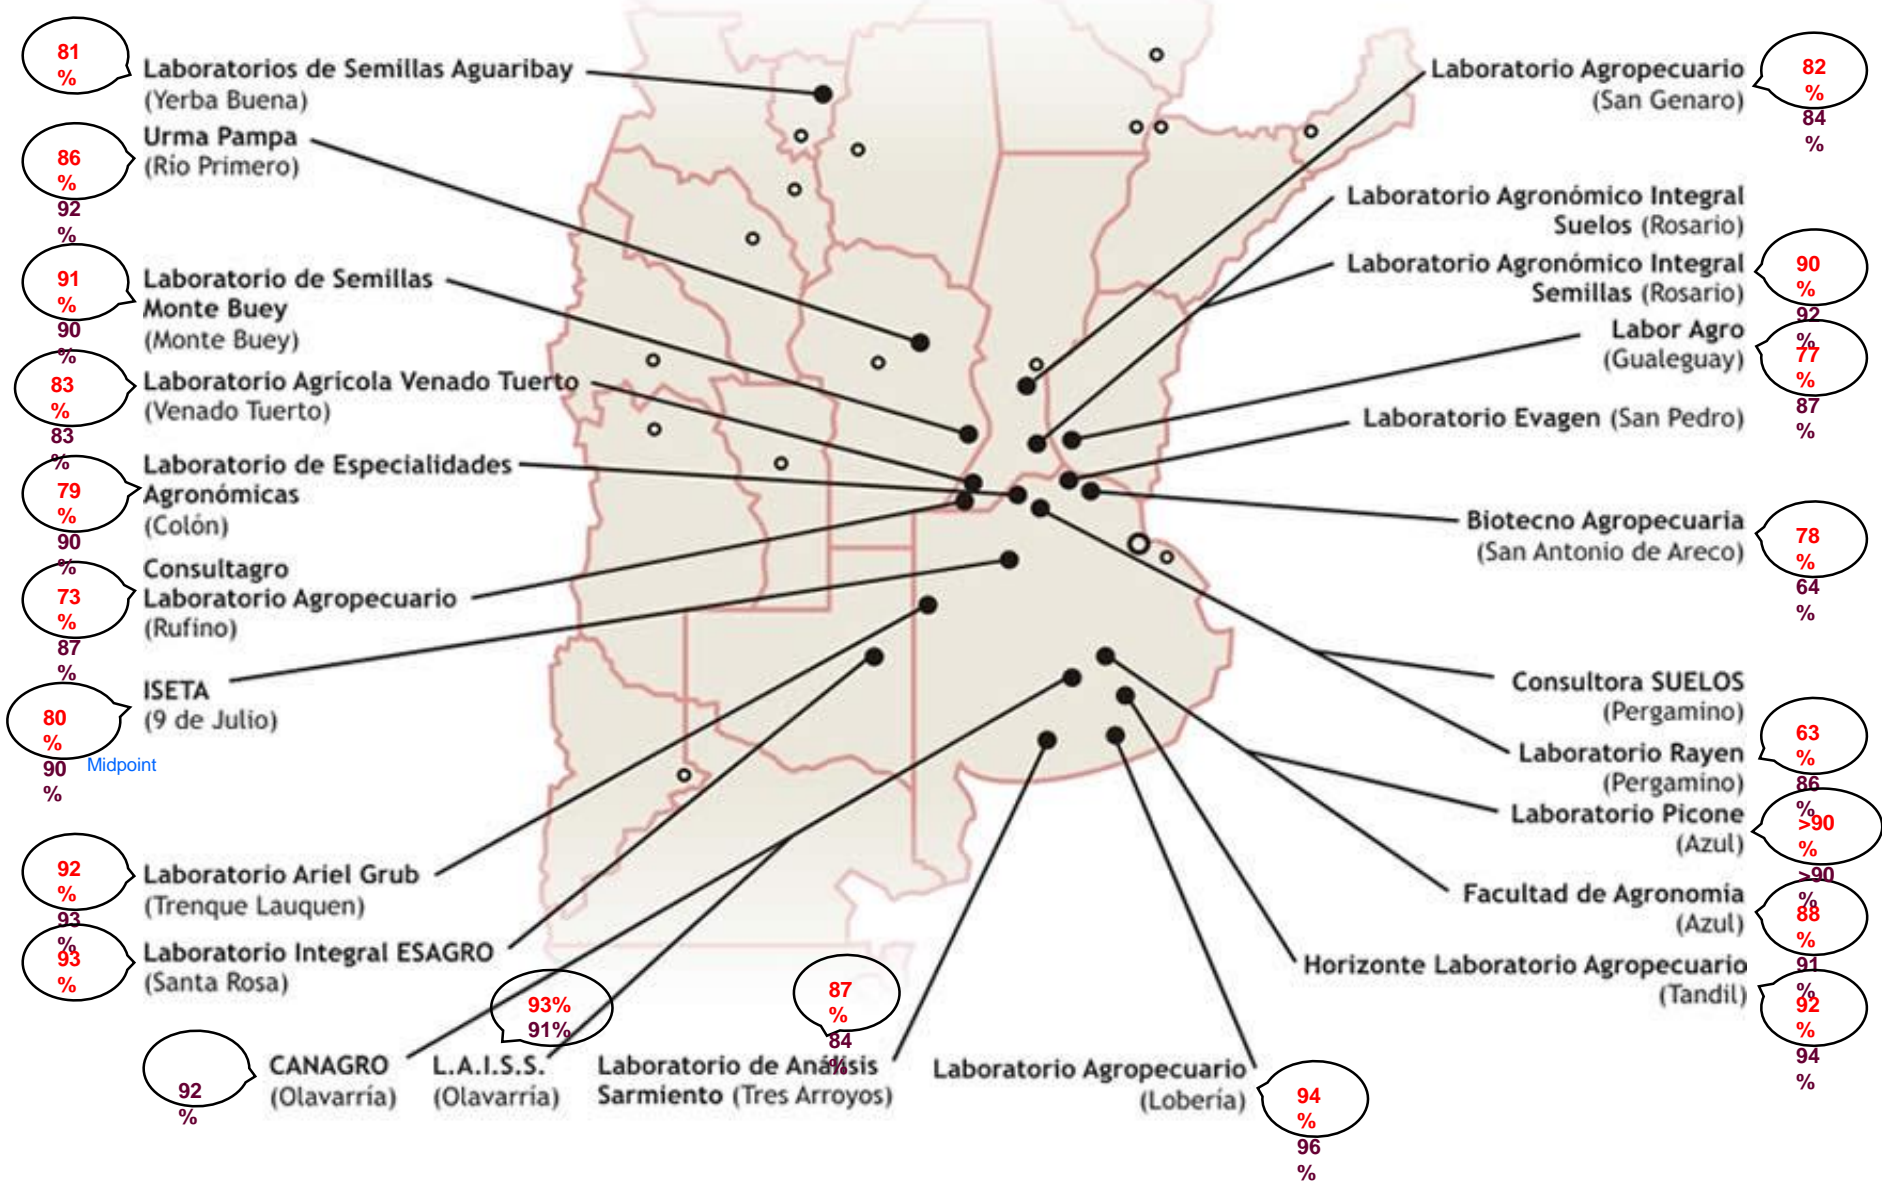 81
%
Laboratorios de Semillas Aguaribay
(Yerba Buena)
86
%
92
%
Urma Pampa
(Río Primero)
91
%
90
%
Laboratorio de Semillas
Monte Buey
(Monte Buey)
83
%
83
%
Laboratorio Agrícola Venado Tuerto
(Venado Tuerto)
79
%
90
%
Laboratorio de Especialidades
Agronómicas
(Colón)
73
%
87
%
Consultagro
Laboratorio Agropecuario
(Rufino)
80
%
90
%
ISETA
(9 de Julio)
Midpoint
92
%
93
%
Laboratorio Ariel Grub
(Trenque Lauquen)
93
%
Laboratorio Integral ESAGRO
(Santa Rosa)
92
%
CANAGRO
(Olavarría)
93%
91%
L.A.I.S.S.
(Olavarría)
87
%
84
%
Laboratorio de Análisis
Sarmiento (Tres Arroyos)
Laboratorio Agropecuario
(Lobería)
94
%
96
%
Laboratorio Agropecuario
(San Genaro)
82
%
84
%
Laboratorio Agronómico Integral
Suelos (Rosario)
Laboratorio Agronómico Integral
Semillas (Rosario)
90
%
92
%
Labor Agro
(Gualeguay)
77
%
87
%
Laboratorio Evagen (San Pedro)
Biotecno Agropecuaria
(San Antonio de Areco)
78
%
64
%
Consultora SUELOS
(Pergamino)
Laboratorio Rayen
(Pergamino)
63
%
86
%
Laboratorio Picone
(Azul)
>90
%
>90
%
Facultad de Agronomía
(Azul)
88
%
91
%
Horizonte Laboratorio Agropecuario
(Tandil)
92
%
94
%